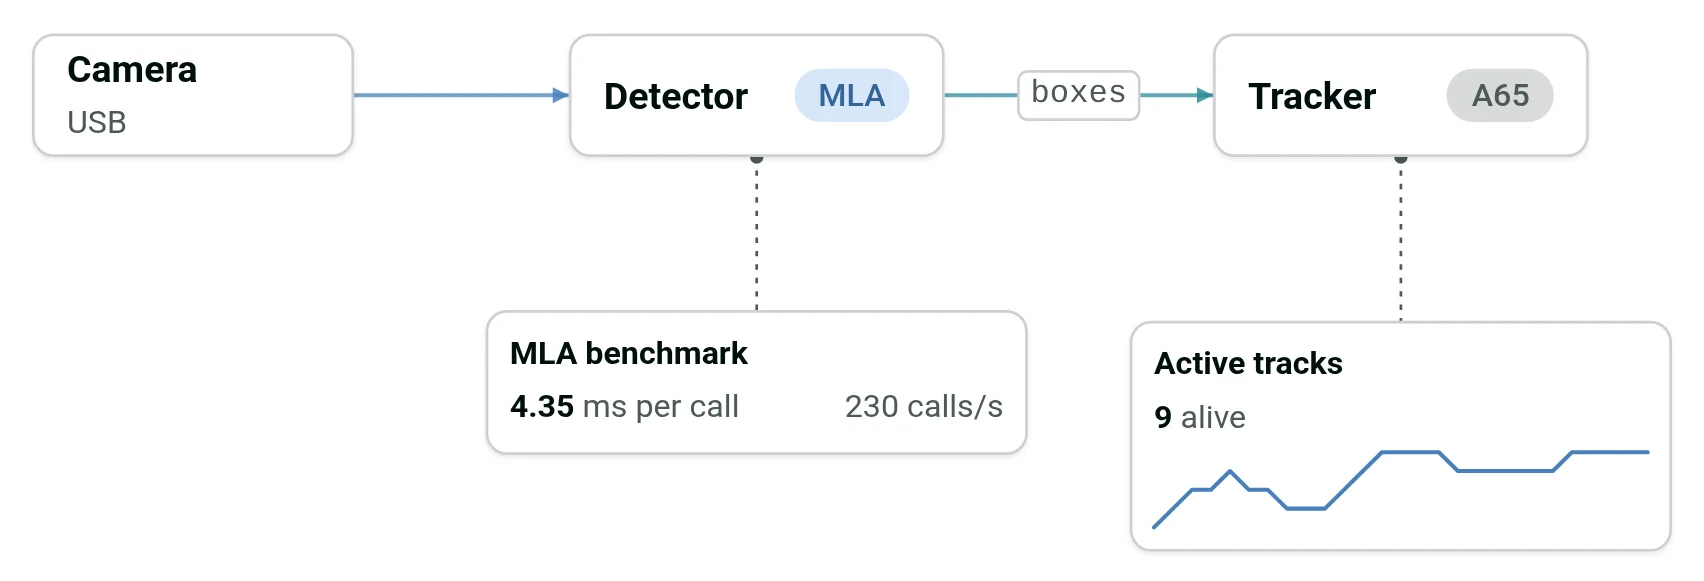 Camera
USB
Detector
MLA
boxes
Tracker
A65
MLA benchmark
4.35 ms per call
230 calls/s
Active tracks
9 alive